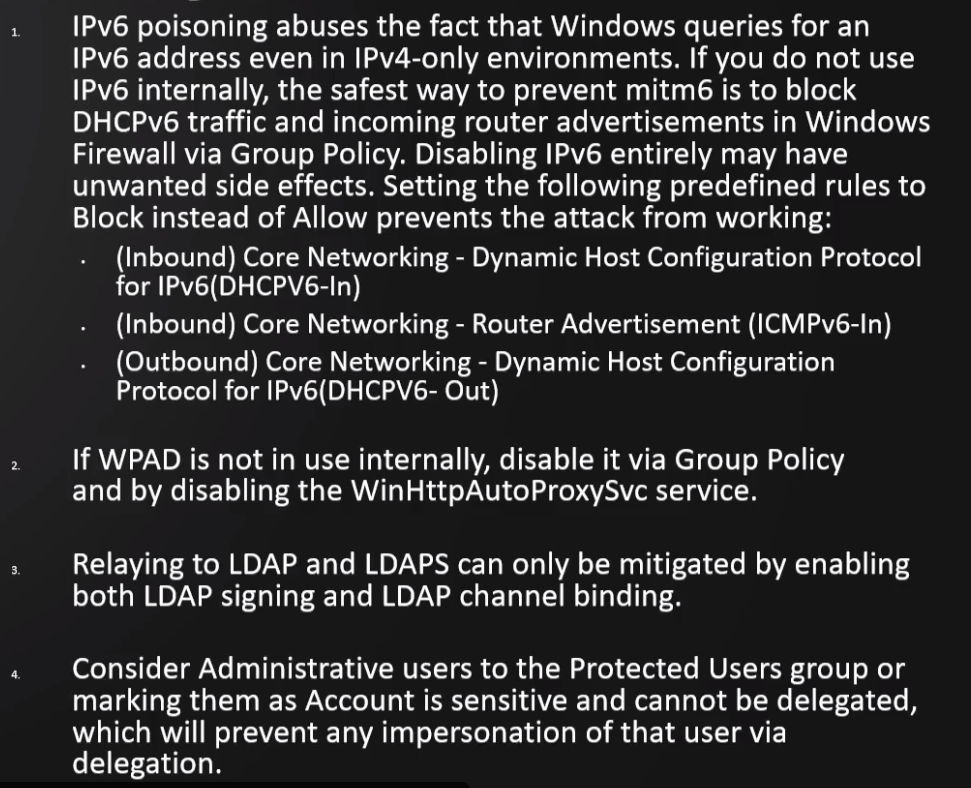 1. IPv6 poisoning abuses the fact that Windows queries for an
IPv6 address even in IPv4-only environments. If you do not use
IPv6 internally, the safest way to prevent mitm6 is to block
DHCPv6 traffic and incoming router advertisements in Windows
Firewall via Group Policy. Disabling IPv6 entirely may have
unwanted side effects. Setting the following predefined rules to
Block instead of Allow prevents the attack from working:
· (Inbound) Core Networking - Dynamic Host Configuration Protocol
for IPv6(DHCPV6-In)
· (Inbound) Core Networking - Router Advertisement (ICMPv6-In)
· (Outbound) Core Networking - Dynamic Host Configuration
Protocol for IPv6(DHCPV6- Out)
2. If WPAD is not in use internally, disable it via Group Policy
and by disabling the WinHttpAutoProxySvc service.
3. Relaying to LDAP and LDAPS can only be mitigated by enabling
both LDAP signing and LDAP channel binding.
4. Consider Administrative users to the Protected Users group or
marking them as Account is sensitive and cannot be delegated,
which will prevent any impersonation of that user via
delegation.